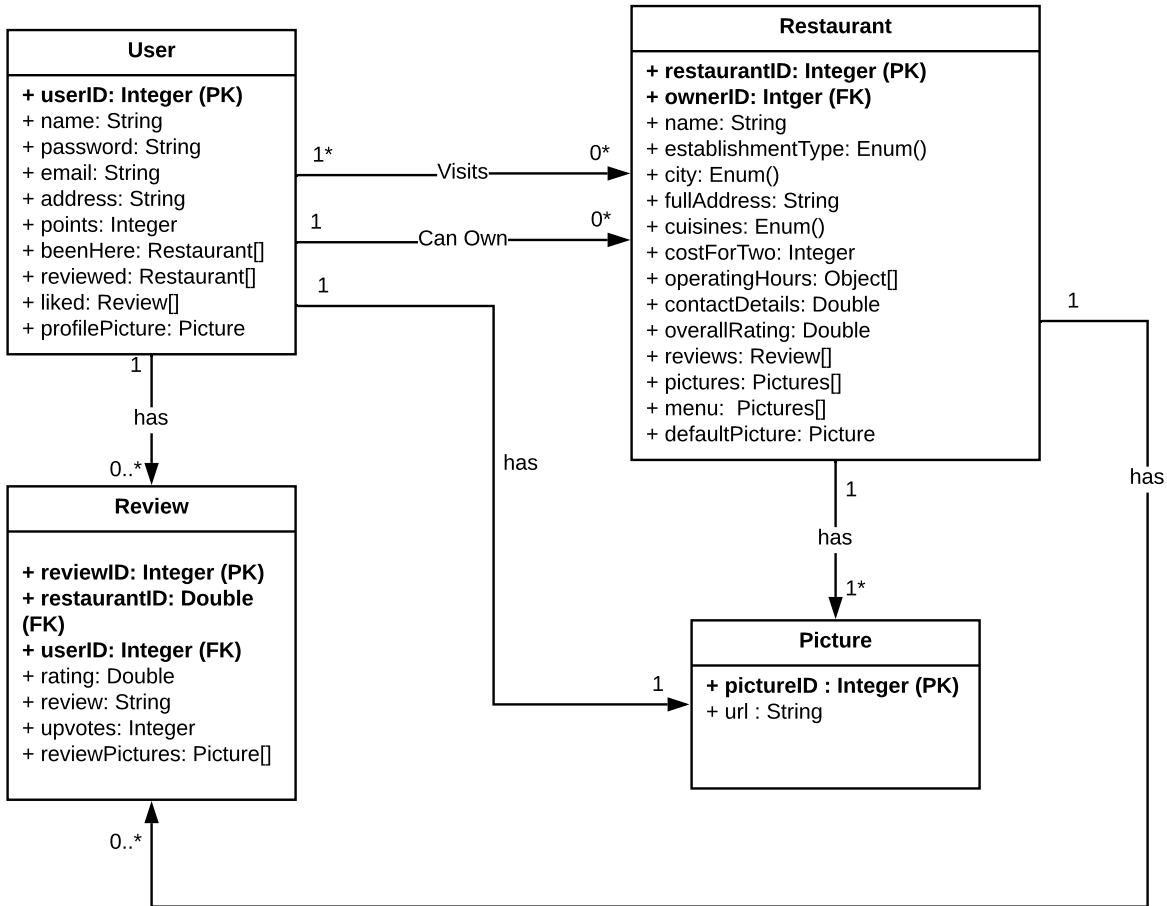 User
+ userID: Integer (PK)
+ name: String
+ password: String
+ email: String
+ address: String
+ points: Integer
+ beenHere: Restaurant[]
+ reviewed: Restaurant[]
+ liked: Review[]
+ profilePicture: Picture
Restaurant
+ restaurantID: Integer (PK)
+ ownerID: Intger (FK)
+ name: String
+ establishmentType: Enum()
+ city: Enum()
+ fullAddress: String
+ cuisines: Enum()
+ costForTwo: Integer
+ operatingHours: Object[]
+ contactDetails: Double
+ overallRating: Double
+ reviews: Review[]
+ pictures: Pictures[]
+ menu:  Pictures[]
+ defaultPicture: Picture
1*
Visits
0*
1
Can Own
0*
1
has
1
1
has
0..*
1
has
1*
1
has
0..*
Review
+ reviewID: Integer (PK)
+ restaurantID: Double
(FK)
+ userID: Integer (FK)
+ rating: Double
+ review: String
+ upvotes: Integer
+ reviewPictures: Picture[]
Picture
+ pictureID : Integer (PK)
+ url : String